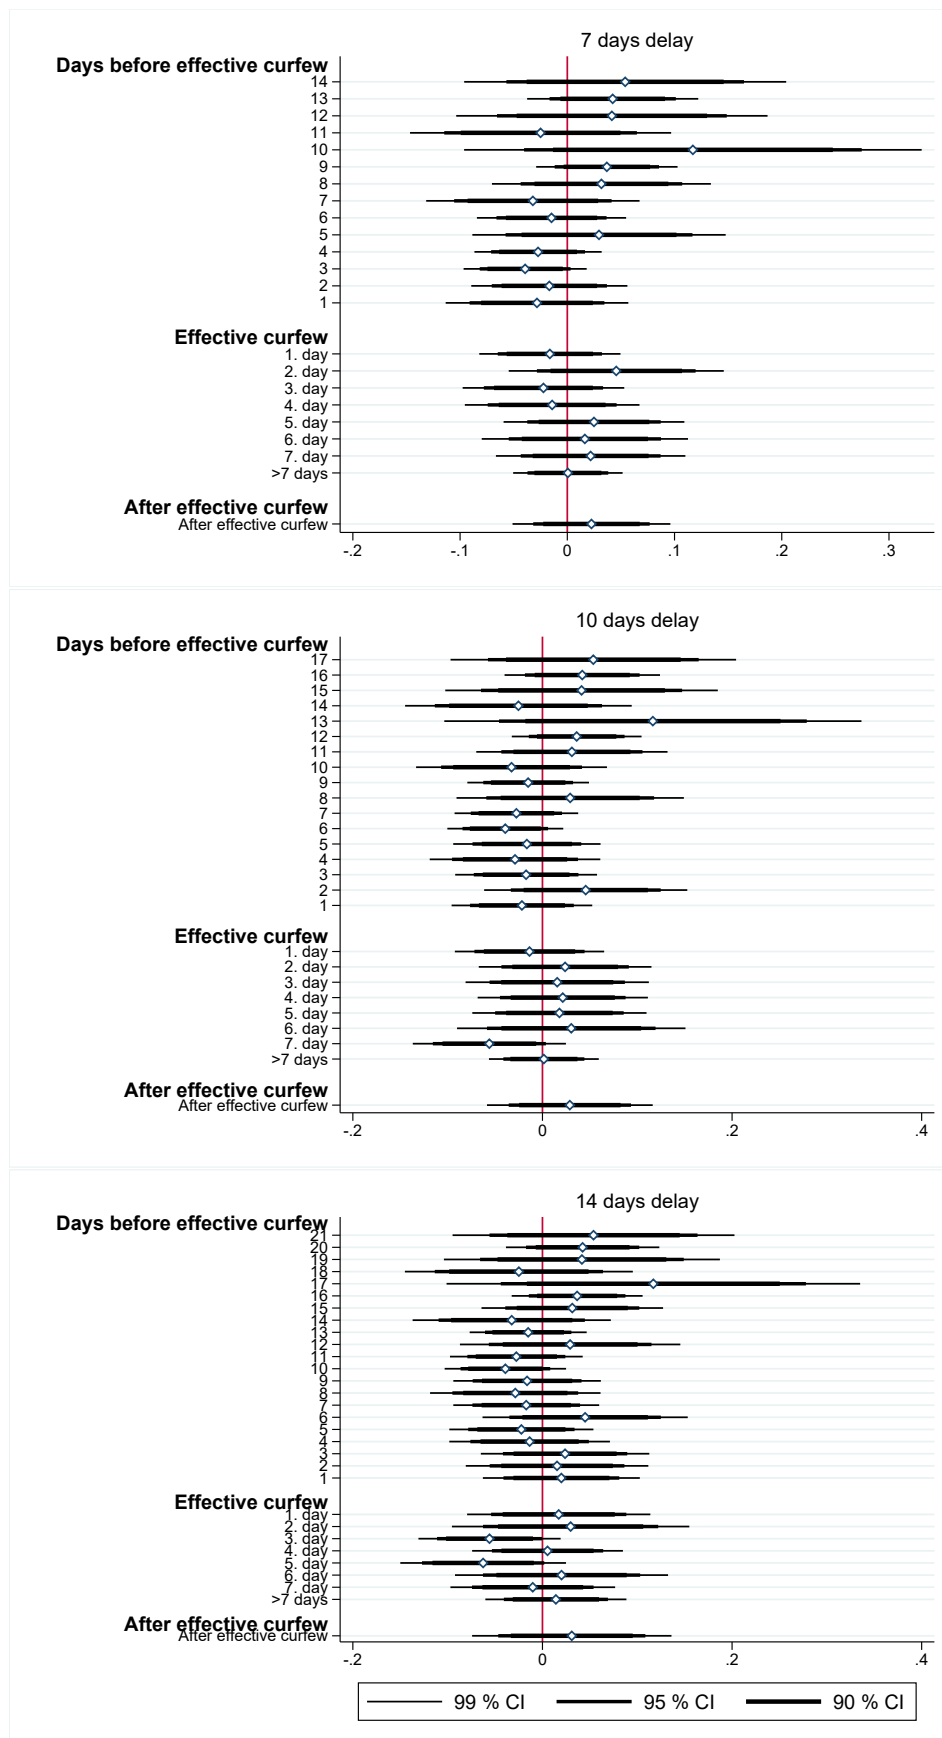 7 days delay
Days before effective curfew
14
13
12
11
10
9
8
7
6
5
4
3
2
1
Effective curfew
1. day
2. day
3. day
4. day
5. day
6. day
7. day
>7 days
After effective curfew
After effective curfew
-.2 -.1 0 .1 .2 .3
10 days delay
Days before effective curfew
17
16
15
14
13
12
11
10
9
8
7
6
5
4
3
2
1
Effective curfew
1. day
2. day
3. day
4. day
5. day
6. day
7. day
>7 days
After effective curfew
After effective curfew
-.2 0 .2 .4
14 days delay
Days before effective curfew
21
20
19
18
17
16
15
14
13
12
11
10
9
8
7
6
5
4
3
2
1
Effective curfew
1. day
2. day
3. day
4. day
5. day
6. day
7. day
>7 days
After effective curfew
After effective curfew
-.2 0 .2 .4
99 % CI 95 % CI 90 % CI